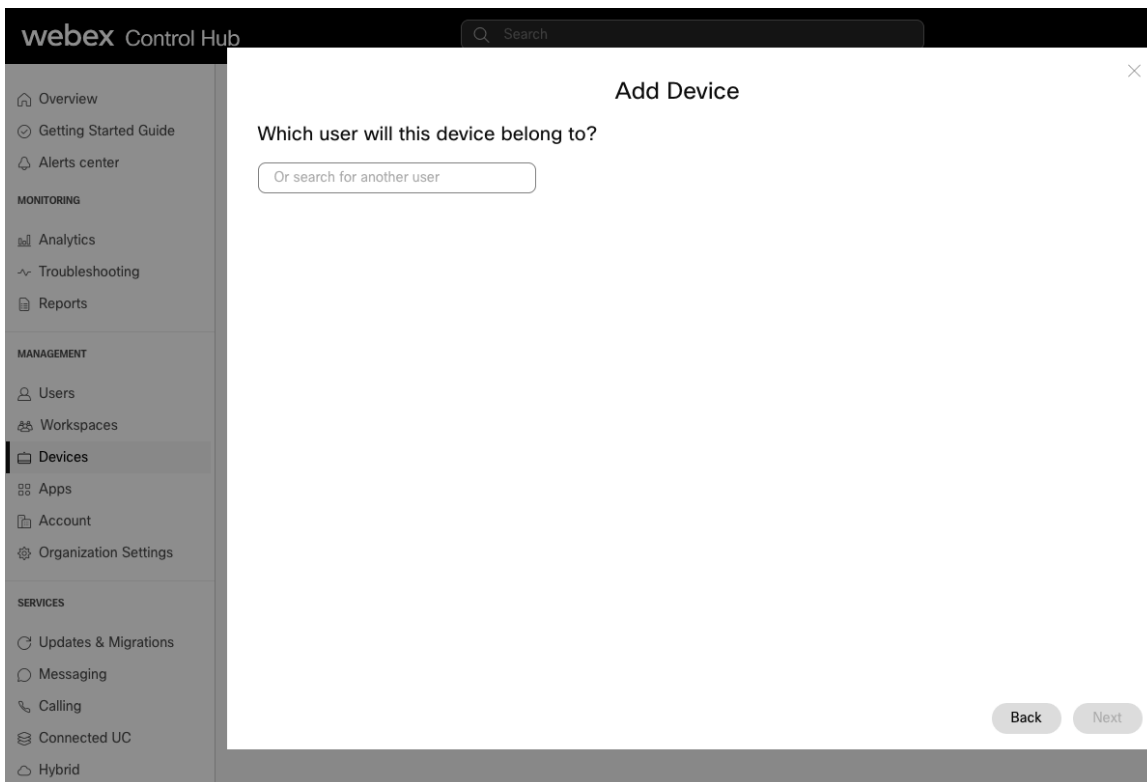 webex Control Hub
Search
Overview
Getting Started Guide
Alerts center
MONITORING
Analytics
Troubleshooting
Reports
MANAGEMENT
Users
Workspaces
Devices
Apps
Account
Organization Settings
SERVICES
Updates & Migrations
Messaging
Calling
Connected UC
Hybrid
Add Device
Which user will this device belong to?
Or search for another user
Back
Next